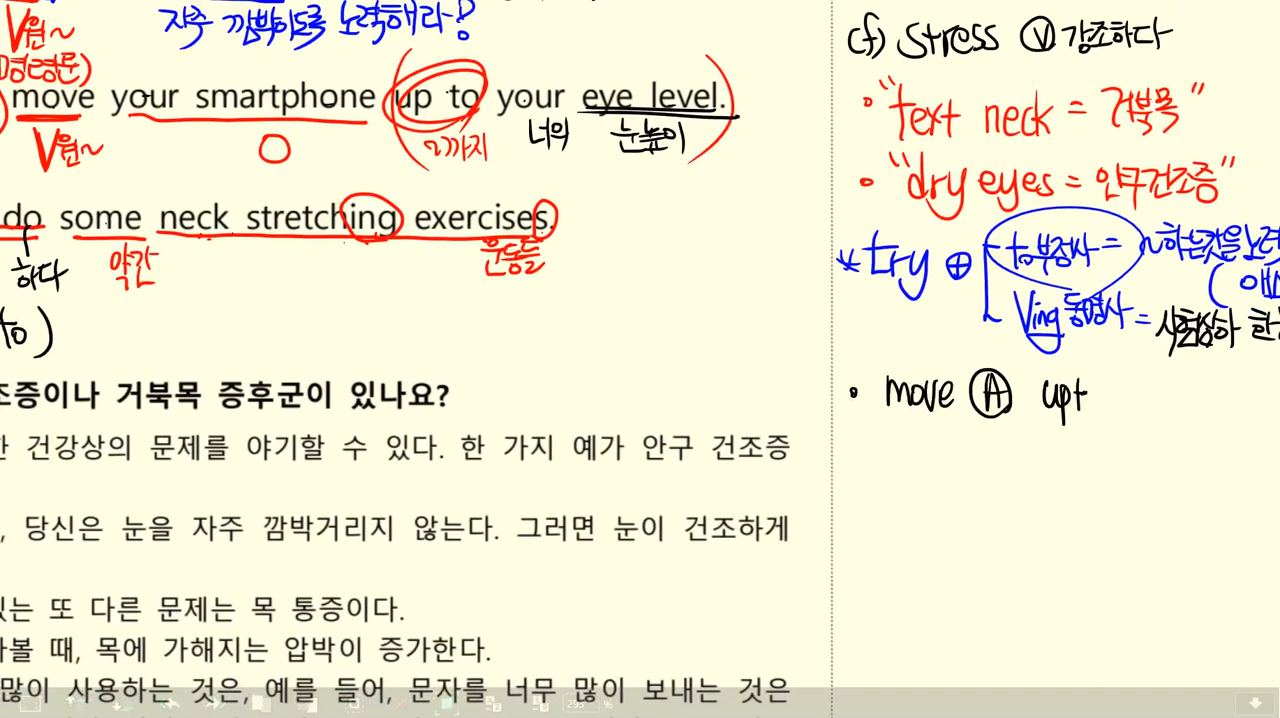 V원~
자주 깜박이도록 노력해라!
명령문)
move your smartphone (up to your eye level.)
V원~
O
~까지
너의
눈높이
do some neck stretching exercises.
하다
약간
운동들
to)
조증이나 거북목 증후군이 있나요?
한 건강상의 문제를 야기할 수 있다. 한 가지 예가 안구 건조증
, 당신은 눈을 자주 깜박거리지 않는다. 그러면 눈이 건조하게
있는 또 다른 문제는 목 통증이다.
라볼 때, 목에 가해지는 압박이 증가한다.
많이 사용하는 것은, 예를 들어, 문자를 너무 많이 보내는 것은
cf) stress ⓥ 강조하다
• "text neck = 거북목"
• "dry eyes = 안구건조증"
* try ⊕ to부정사 = ~하는것을 노력
Ving 동명사 = 시험삼아 한
• move Ⓐ upt
293 %